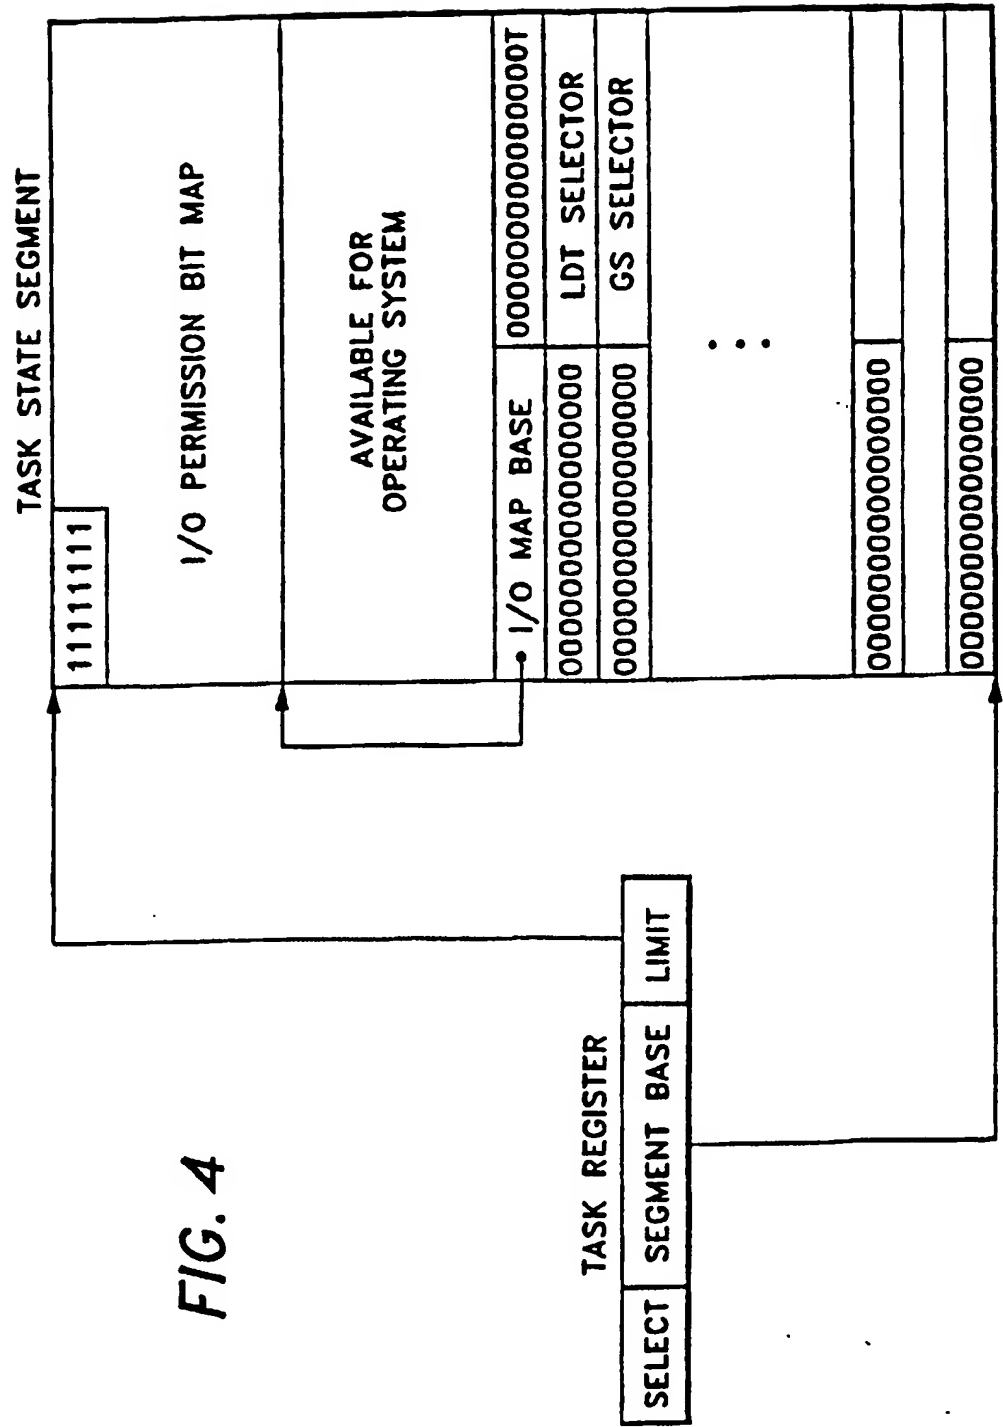 FIG. 4
TASK STATE SEGMENT
11111111
I/O PERMISSION BIT MAP
AVAILABLE FOR
OPERATING SYSTEM
I/O MAP BASE 000000000000000T
0000000000000000 LDT SELECTOR
0000000000000000 GS SELECTOR
...
0000000000000000
0000000000000000
TASK REGISTER
SELECT SEGMENT BASE LIMIT